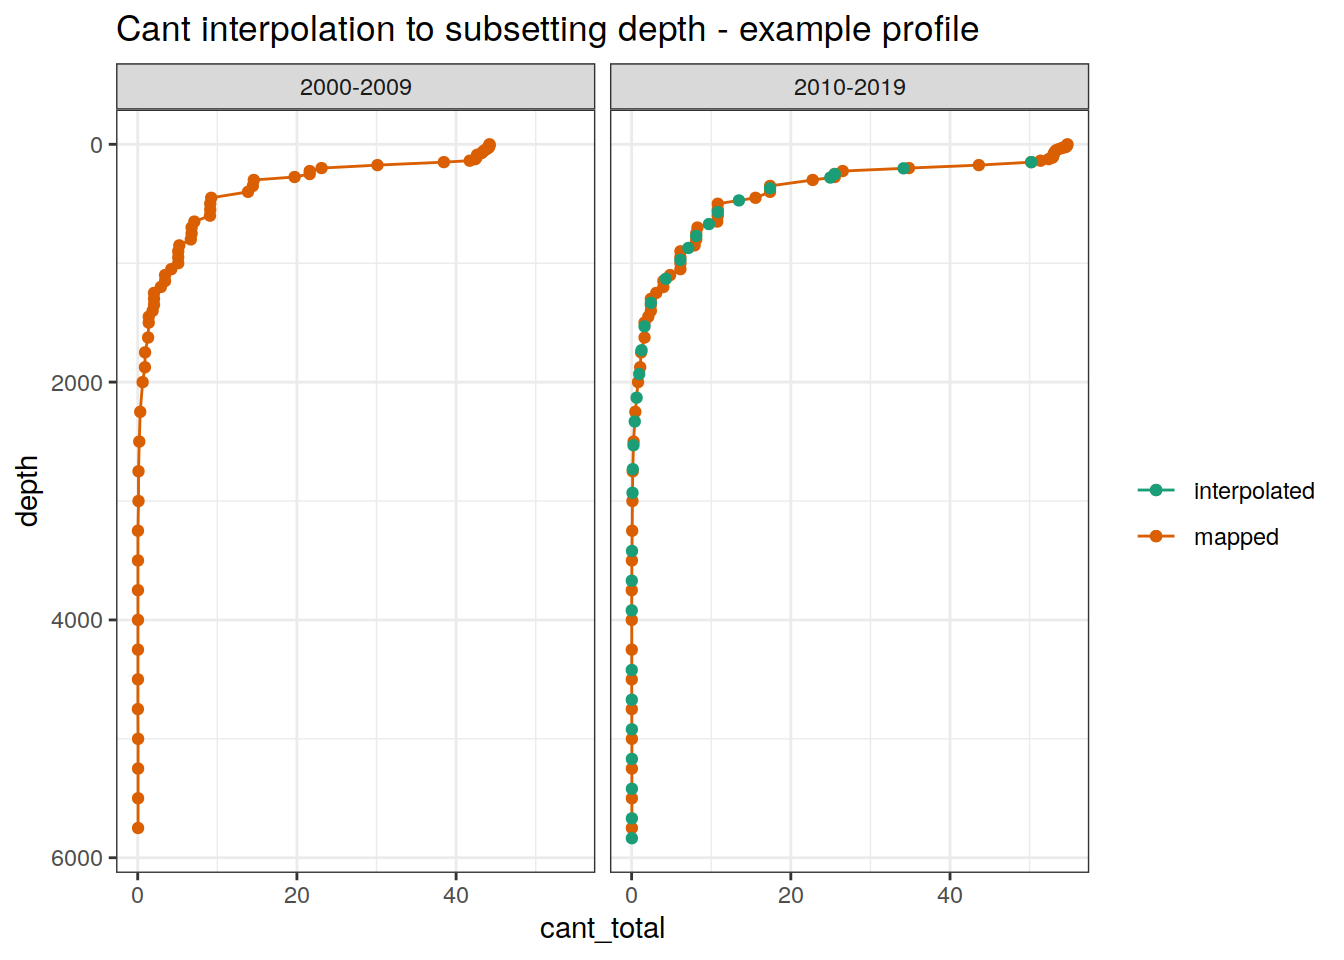 Cant interpolation to subsetting depth - example profile
2000-2009
2010-2019
0
2000
4000
6000
depth
0
20
40
0
20
40
cant_total
interpolated
mapped